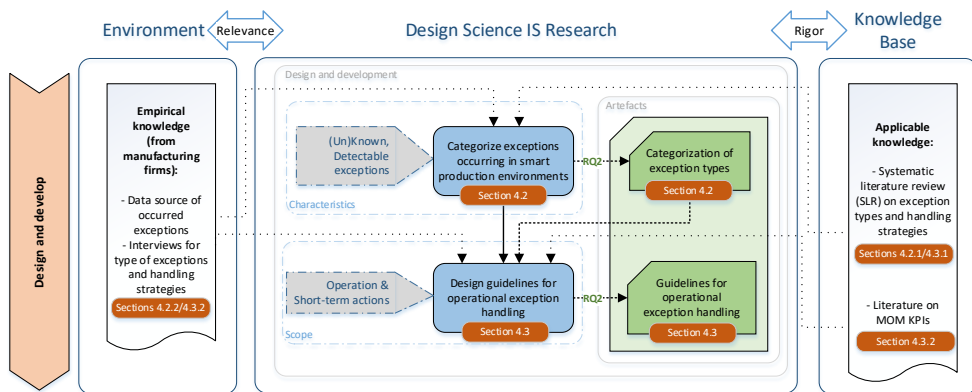 Environment
Relevance
Design Science IS Research
Rigor
Knowledge
Base
Design and develop
Empirical
knowledge
(from
manufacturing
firms):
- Data source of
occurred
exceptions
- Interviews for
type of exceptions
and handling
strategies
Sections 4.2.2/4.3.2
Design and development
Artefacts
(Un)Known,
Detectable
exceptions
Characteristics
Categorize exceptions
occurring in smart
production environments
Section 4.2
RQ2
Categorization of
exception types
Section 4.2
Operation &
Short-term actions
Scope
Design guidelines for
operational exception
handling
Section 4.3
RQ2
Guidelines for
operational
exception handling
Section 4.3
Applicable
knowledge:
- Systematic
literature review
(SLR) on exception
types and handling
strategies
Sections 4.2.1/4.3.1
- Literature on
MOM KPIs
Section 4.3.2